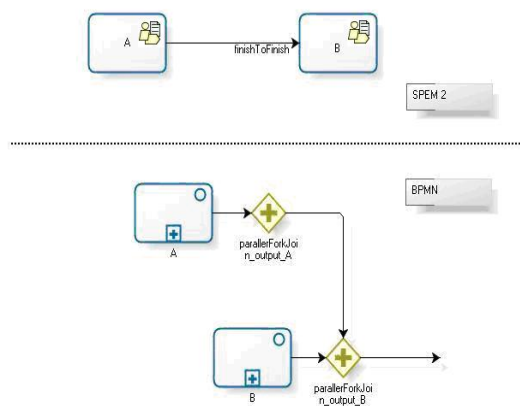 A
finishToFinish
B
SPEM 2
BPMN
A
parallerForkJoi
n_output_A
B
parallerForkJoi
n_output_B